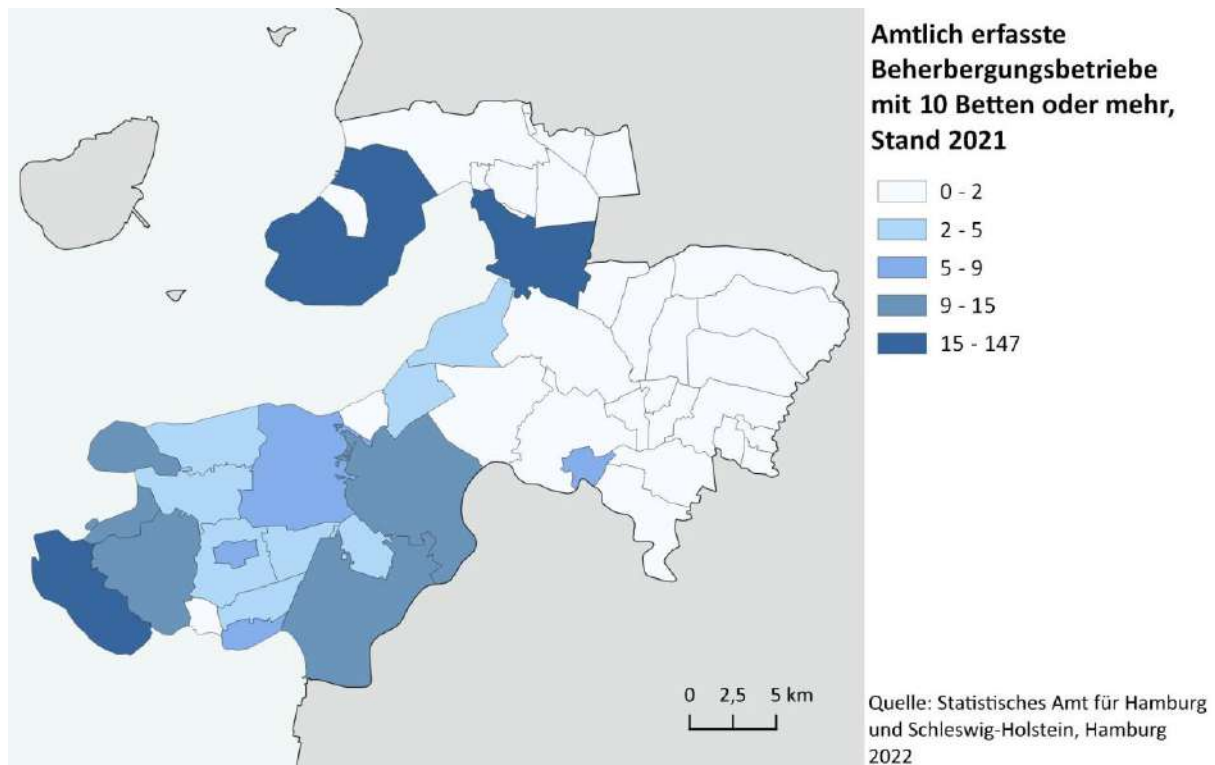 Amtlich erfasste
Beherbergungsbetriebe
mit 10 Betten oder mehr,
Stand 2021
0 - 2
2 - 5
5 - 9
9 - 15
15 - 147
0 2,5 5 km
Quelle: Statistisches Amt für Hamburg
und Schleswig-Holstein, Hamburg
2022